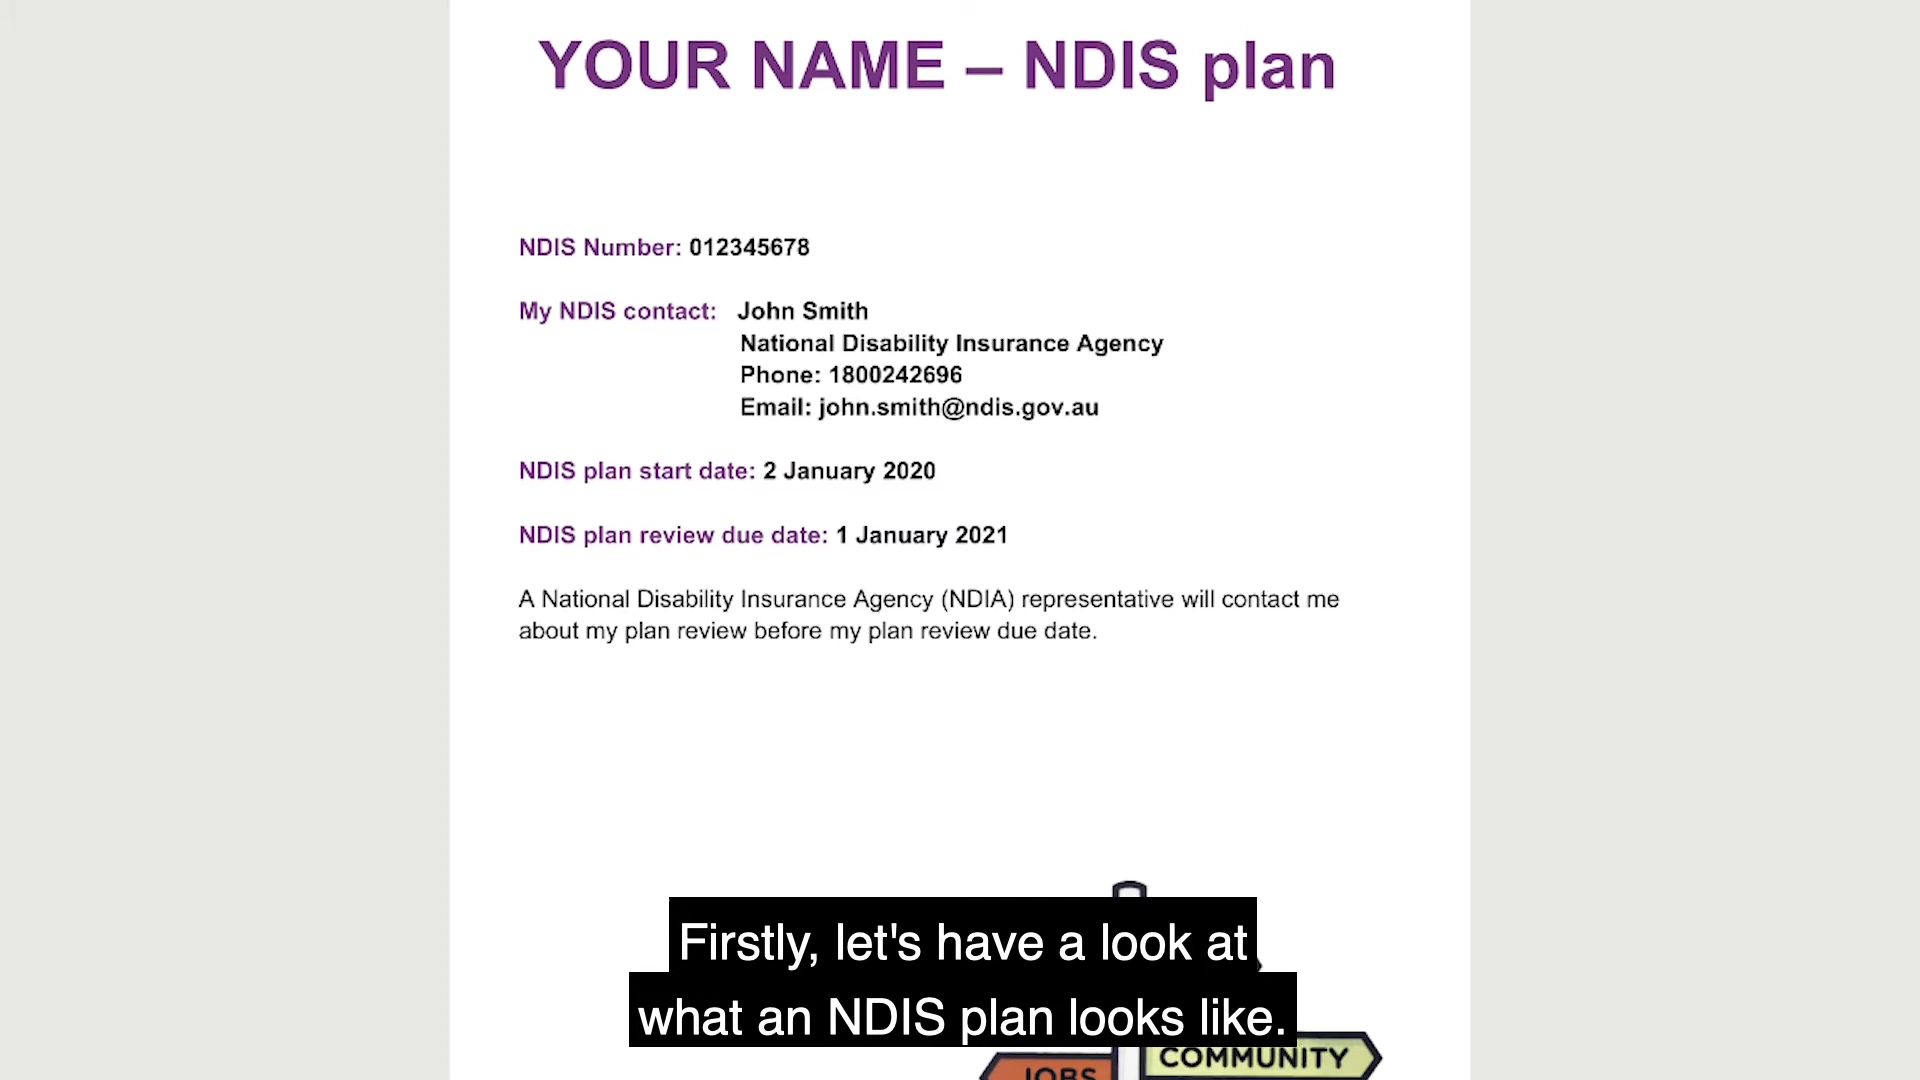 YOUR NAME – NDIS plan
NDIS Number: 012345678
My NDIS contact: John Smith
National Disability Insurance Agency
Phone: 1800242696
Email: john.smith@ndis.gov.au
NDIS plan start date: 2 January 2020
NDIS plan review due date: 1 January 2021
A National Disability Insurance Agency (NDIA) representative will contact me
about my plan review before my plan review due date.
Firstly, let's have a look at
what an NDIS plan looks like.
COMMUNITY
JOBS